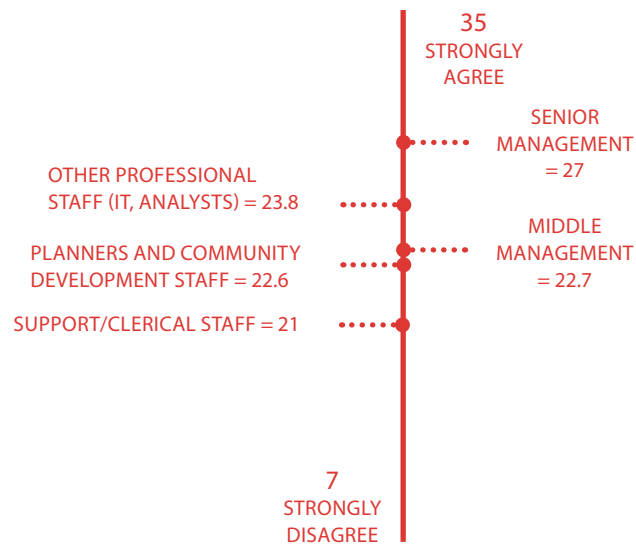 35
STRONGLY
AGREE
SENIOR
MANAGEMENT
= 27
OTHER PROFESSIONAL
STAFF (IT, ANALYSTS) = 23.8
MIDDLE
MANAGEMENT
= 22.7
PLANNERS AND COMMUNITY
DEVELOPMENT STAFF = 22.6
SUPPORT/CLERICAL STAFF = 21
7
STRONGLY
DISAGREE